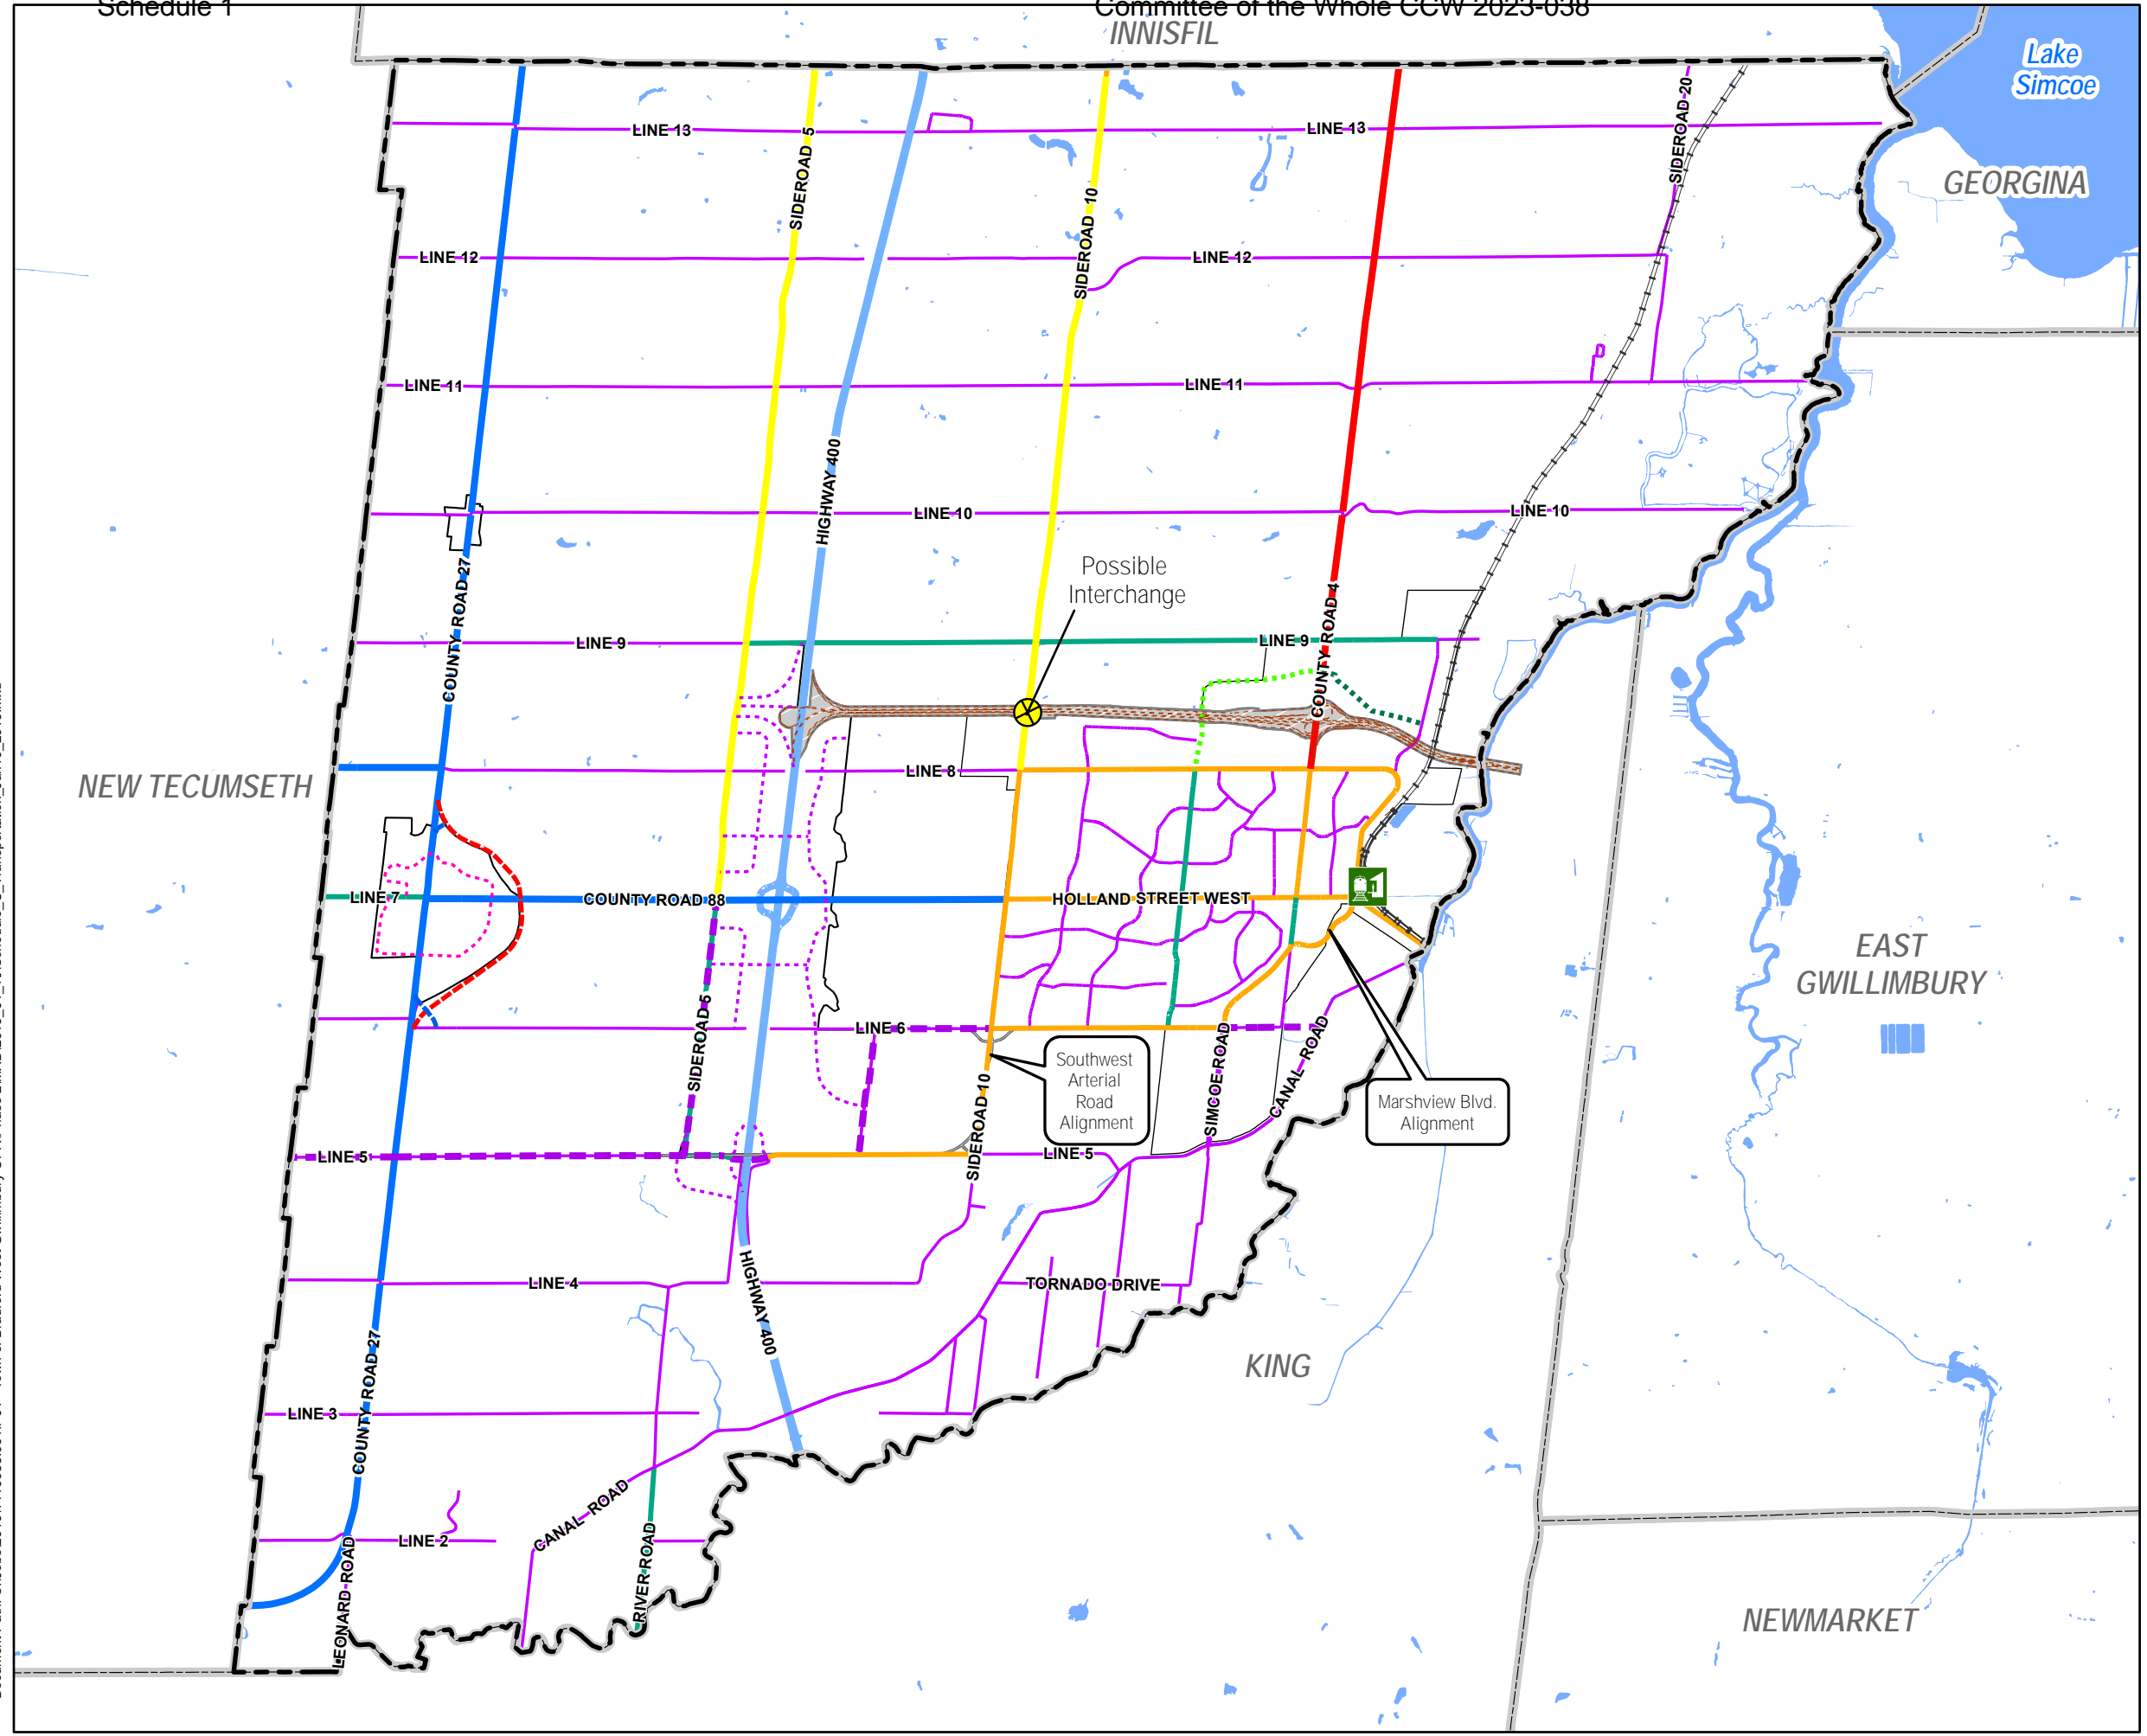 Schedule 1
Committee of the Whole CCW 2023-038
INNISFIL
Lake
Simcoe
GEORGINA
SIDEROAD 20
LINE 13
LINE 13
SIDEROAD 5
SIDEROAD 10
LINE 12
LINE 12
LINE 11
LINE 11
HIGHWAY 400
LINE 10
LINE 10
Possible
Interchange
COUNTY ROAD 27
COUNTY ROAD 4
LINE 9
LINE 9
NEW TECUMSETH
LINE 8
LINE 7
COUNTY ROAD 88
HOLLAND STREET WEST
EAST
GWILLIMBURY
SIDEROAD 5
LINE 6
SIMCOE ROAD
CANAL ROAD
Southwest
Arterial
Road
Alignment
SIDEROAD 10
Marshview Blvd.
Alignment
LINE 5
LINE 5
LINE 4
HIGHWAY 400
TORNADO DRIVE
KING
COUNTY ROAD 27
LINE 3
CANAL ROAD
LINE 2
LEONARD ROAD
RIVER ROAD
NEWMARKET